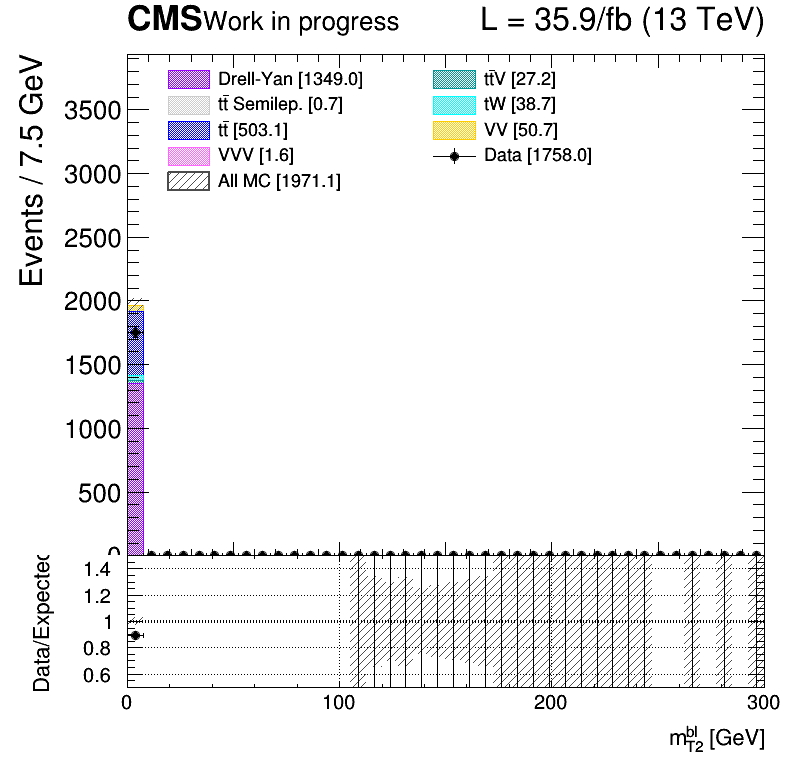 CMS Work in progress L = 35.9/fb (13 TeV)
Drell-Yan [1349.0]
tt̄ Semilep. [0.7]
tt̄ [503.1]
VVV [1.6]
All MC [1971.1]
tt̄V [27.2]
tW [38.7]
VV [50.7]
Data [1758.0]
Events / 7.5 GeV
3500
3000
2500
2000
1500
1000
500
0
Data/Expected
1.4
1.2
1
0.8
0.6
0 100 200 300
m_{T2}^{bl} [GeV]